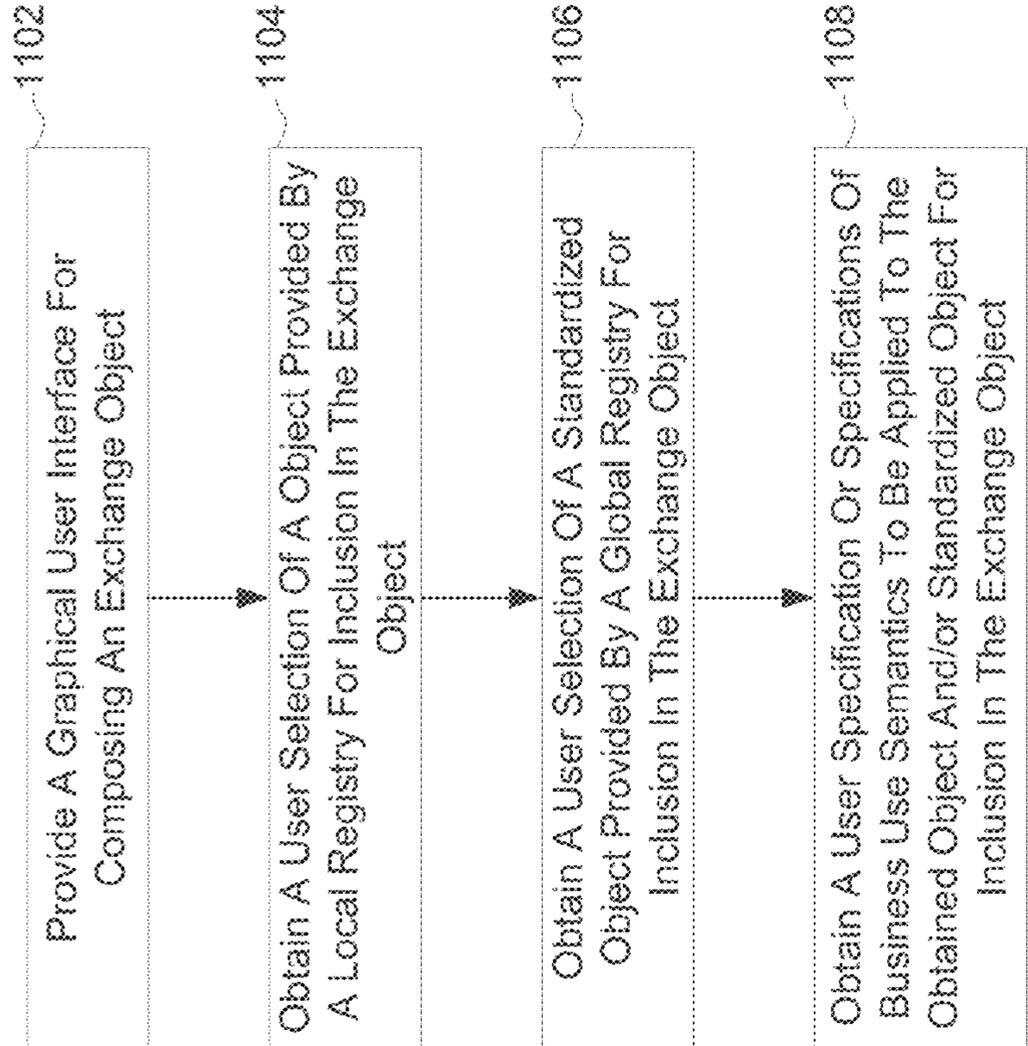 1102
Provide A Graphical User Interface For
Composing An Exchange Object
1104
Obtain A User Selection Of A Object Provided By
A Local Registry For Inclusion In The Exchange
Object
1106
Obtain A User Selection Of A Standardized
Object Provided By A Global Registry For
Inclusion In The Exchange Object
1108
Obtain A User Specification Or Specifications Of
Business Use Semantics To Be Applied To The
Obtained Object And/or Standardized Object For
Inclusion In The Exchange Object